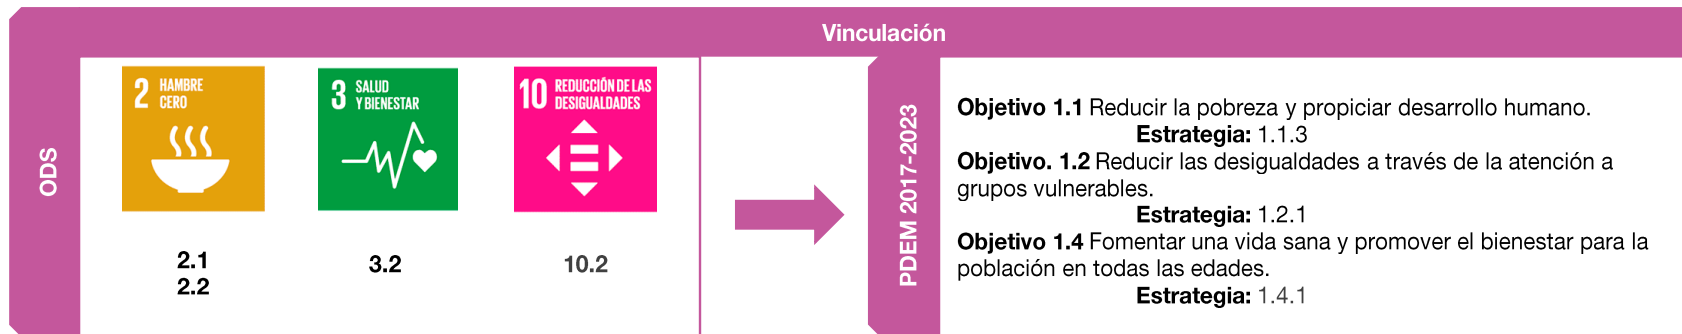 Vinculación
ODS
2 HAMBRE
CERO
3 SALUD
Y BIENESTAR
10 REDUCCIÓN DE LAS
DESIGUALDADES
2.1
2.2
3.2
10.2
PDEM 2017-2023
Objetivo 1.1 Reducir la pobreza y propiciar desarrollo humano.
Estrategia: 1.1.3
Objetivo. 1.2 Reducir las desigualdades a través de la atención a
grupos vulnerables.
Estrategia: 1.2.1
Objetivo 1.4 Fomentar una vida sana y promover el bienestar para la
población en todas las edades.
Estrategia: 1.4.1